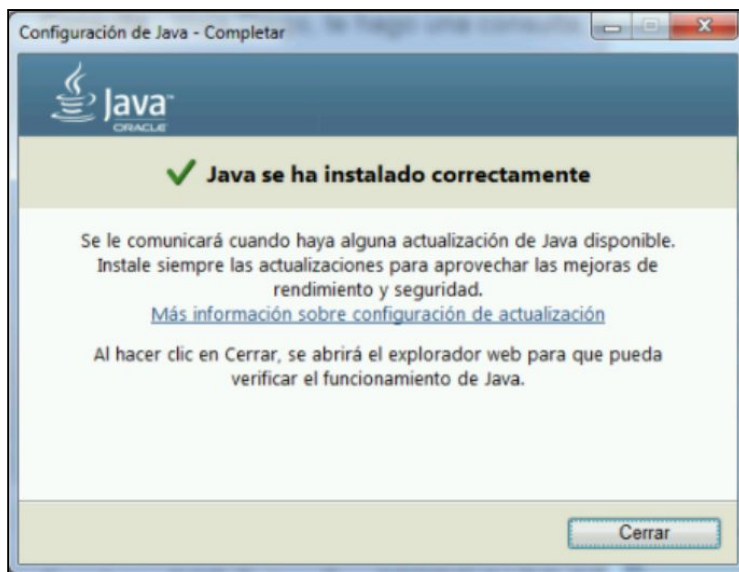 Configuración de Java - Completar
Java™
ORACLE
Java se ha instalado correctamente
Se le comunicará cuando haya alguna actualización de Java disponible.
Instale siempre las actualizaciones para aprovechar las mejoras de
rendimiento y seguridad.
Más información sobre configuración de actualización
Al hacer clic en Cerrar, se abrirá el explorador web para que pueda
verificar el funcionamiento de Java.
Cerrar